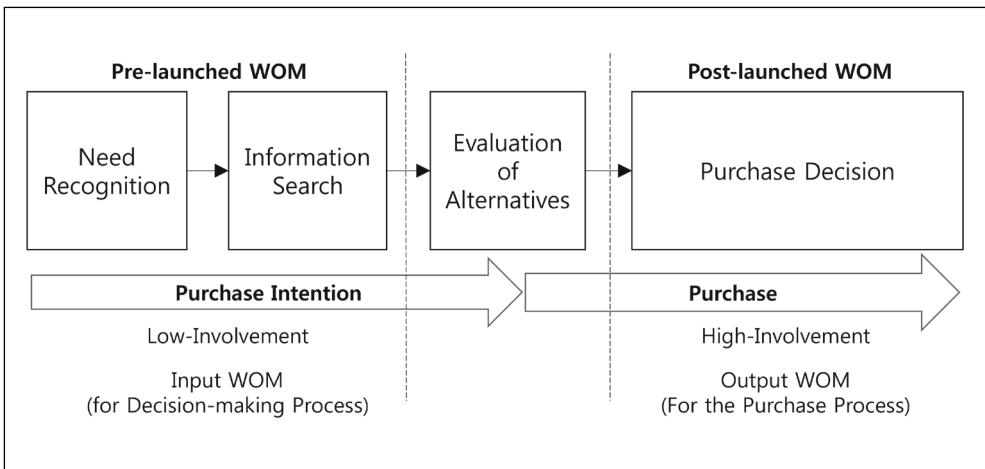 Pre-launched WOM
Post-launched WOM
Need
Recognition
Information
Search
Evaluation
of
Alternatives
Purchase Decision
Purchase Intention
Purchase
Low-Involvement
High-Involvement
Input WOM
(for Decision-making Process)
Output WOM
(For the Purchase Process)